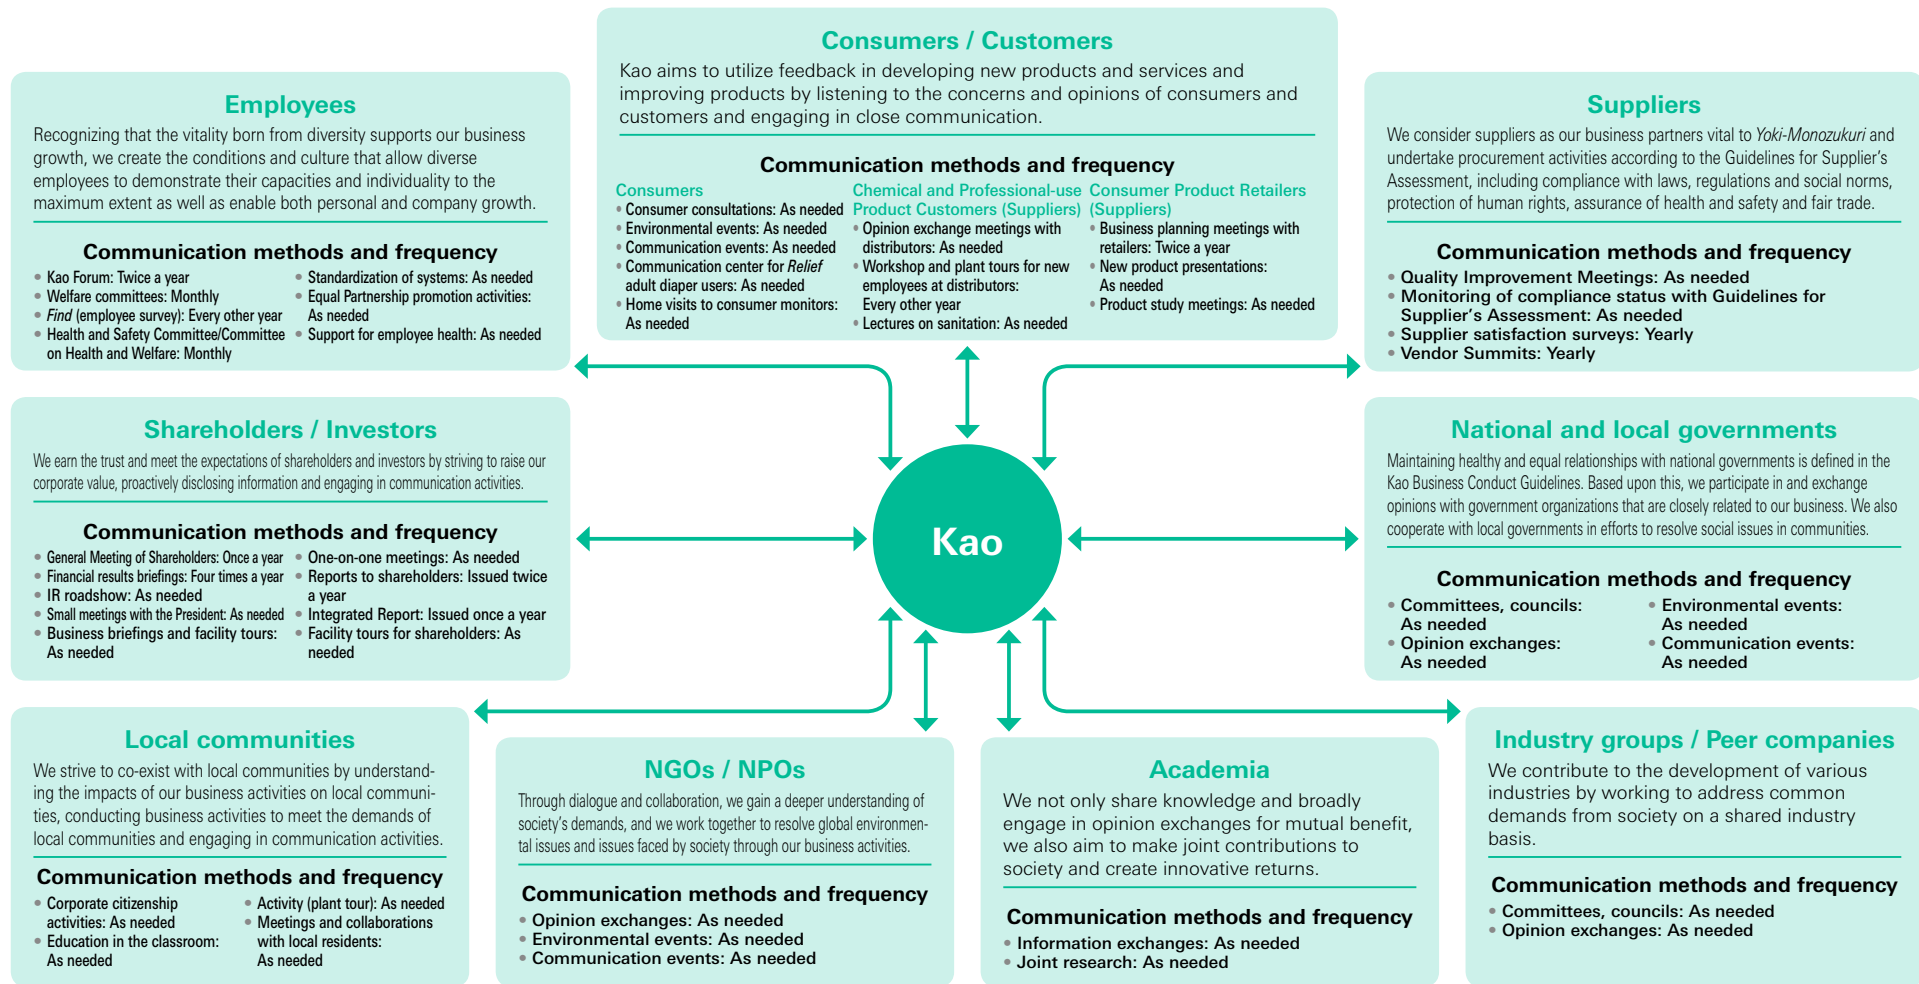 Consumers / Customers
Kao aims to utilize feedback in developing new products and services and
improving products by listening to the concerns and opinions of consumers and
customers and engaging in close communication.
Communication methods and frequency
Consumers
• Consumer consultations: As needed
• Environmental events: As needed
• Communication events: As needed
• Communication center for Relief
adult diaper users: As needed
• Home visits to consumer monitors:
As needed
Chemical and Professional-use
Product Customers (Suppliers)
• Opinion exchange meetings with
distributors: As needed
• Workshop and plant tours for new
employees at distributors:
Every other year
• Lectures on sanitation: As needed
Consumer Product Retailers
(Suppliers)
• Business planning meetings with
retailers: Twice a year
• New product presentations:
As needed
• Product study meetings: As needed
Employees
Recognizing that the vitality born from diversity supports our business
growth, we create the conditions and culture that allow diverse
employees to demonstrate their capacities and individuality to the
maximum extent as well as enable both personal and company growth.
Communication methods and frequency
• Kao Forum: Twice a year
• Welfare committees: Monthly
• Find (employee survey): Every other year
• Health and Safety Committee/Committee
on Health and Welfare: Monthly
• Standardization of systems: As needed
• Equal Partnership promotion activities:
As needed
• Support for employee health: As needed
Suppliers
We consider suppliers as our business partners vital to Yoki-Monozukuri and
undertake procurement activities according to the Guidelines for Supplier's
Assessment, including compliance with laws, regulations and social norms,
protection of human rights, assurance of health and safety and fair trade.
Communication methods and frequency
• Quality Improvement Meetings: As needed
• Monitoring of compliance status with Guidelines for
Supplier's Assessment: As needed
• Supplier satisfaction surveys: Yearly
• Vendor Summits: Yearly
Shareholders / Investors
We earn the trust and meet the expectations of shareholders and investors by striving to raise our
corporate value, proactively disclosing information and engaging in communication activities.
Communication methods and frequency
• General Meeting of Shareholders: Once a year
• Financial results briefings: Four times a year
• IR roadshow: As needed
• Small meetings with the President: As needed
• Business briefings and facility tours:
As needed
• One-on-one meetings: As needed
• Reports to shareholders: Issued twice
a year
• Integrated Report: Issued once a year
• Facility tours for shareholders: As
needed
Kao
National and local governments
Maintaining healthy and equal relationships with national governments is defined in the
Kao Business Conduct Guidelines. Based upon this, we participate in and exchange
opinions with government organizations that are closely related to our business. We also
cooperate with local governments in efforts to resolve social issues in communities.
Communication methods and frequency
• Committees, councils:
As needed
• Opinion exchanges:
As needed
• Environmental events:
As needed
• Communication events:
As needed
Local communities
We strive to co-exist with local communities by understand-
ing the impacts of our business activities on local communi-
ties, conducting business activities to meet the demands of
local communities and engaging in communication activities.
Communication methods and frequency
• Corporate citizenship
activities: As needed
• Education in the classroom:
As needed
• Activity (plant tour): As needed
• Meetings and collaborations
with local residents:
As needed
NGOs / NPOs
Through dialogue and collaboration, we gain a deeper understanding of
society's demands, and we work together to resolve global environmen-
tal issues and issues faced by society through our business activities.
Communication methods and frequency
• Opinion exchanges: As needed
• Environmental events: As needed
• Communication events: As needed
Academia
We not only share knowledge and broadly
engage in opinion exchanges for mutual benefit,
we also aim to make joint contributions to
society and create innovative returns.
Communication methods and frequency
• Information exchanges: As needed
• Joint research: As needed
Industry groups / Peer companies
We contribute to the development of various
industries by working to address common
demands from society on a shared industry
basis.
Communication methods and frequency
• Committees, councils: As needed
• Opinion exchanges: As needed